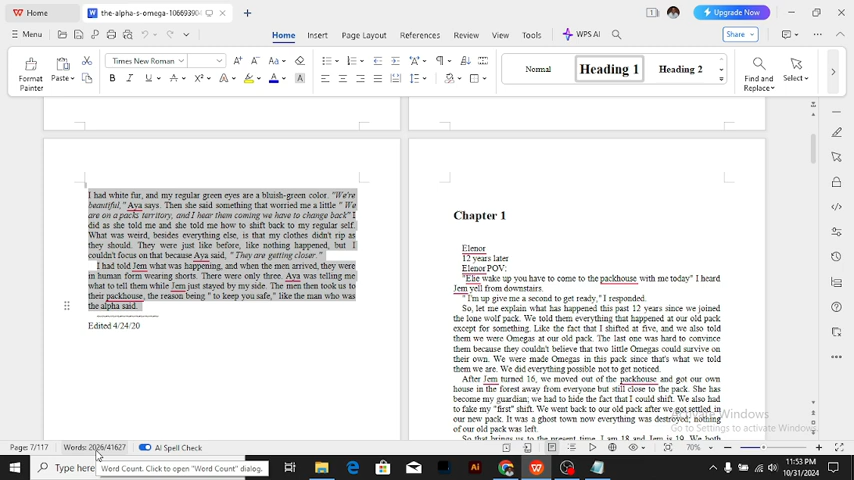 Home
the-alpha-s-omega-10669390
Upgrade Now
Menu
Home
Insert
Page Layout
References
Review
View
Tools
WPS AI
Share
Format Painter
Paste
Times New Roman
Normal
Heading 1
Heading 2
Find and Replace
Select
I had white fur, and my regular green eyes are a bluish-green color. "We're
beautiful," Aya says. Then she said something that worried me a little " We
are on a packs territory, and I hear them coming we have to change back" I
did as she told me and she told me how to shift back to my regular self.
What was weird, besides everything else, is that my clothes didn't rip as
they should. They were just like before, like nothing happened, but I
couldn't focus on that because Aya said, " They are getting closer."
I had told Jem what was happening, and when the men arrived, they were
in human form wearing shorts. There were only three. Aya was telling me
what to tell them while Jem just stayed by my side. The men then took us to
their packhouse, the reason being " to keep you safe," like the man who was
the alpha said.
Edited 4/24/20
Chapter 1
Elenor
12 years later
Elenor POV;
"Elie wake up you have to come to the packhouse with me today" I heard
Jem yell from downstairs.
"I'm up give me a second to get ready," I responded.
So, let me explain what has happened this past 12 years since we joined
the lone wolf pack. We told them everything that happened at our old pack
except for something. Like the fact that I shifted at five, and we also told
them we were Omegas at our old pack. The last one was hard to convince
them because they couldn't believe that two little Omegas could survive on
their own. We were made Omegas in this pack since that's what we told
them we are. We did everything possible not to get noticed.
After Jem turned 16, we moved out of the packhouse and got our own
house in the forest away from everyone but still close to the pack. She has
become my guardian; we had to hide the fact that I could shift. We also had
to fake my "first" shift. We went back to our old pack after we got settled in
our new pack. It was a ghost town now everything was destroyed; nothing
of our old pack was left.
So that brings us to the present time. I am 18 and Jem is 19. We both
Activate Windows
Go to Settings to activate Windows.
Page: 7/117
Words: 2026/41627
AI Spell Check
70%
Type here
Word Count. Click to open "Word Count" dialog.
11:53 PM
10/31/2024